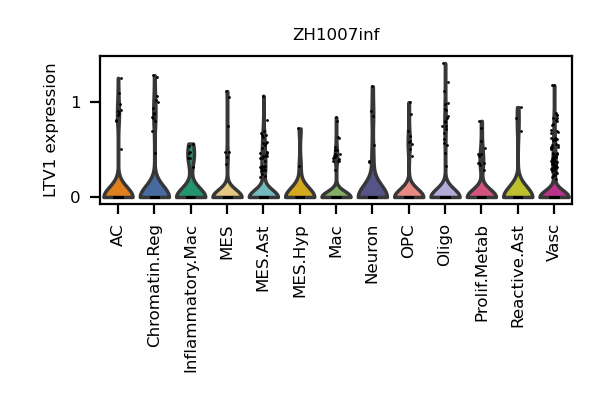 ZH1007inf
LTV1 expression
1
0
AC
Chromatin.Reg
Inflammatory.Mac
MES
MES.Ast
MES.Hyp
Mac
Neuron
OPC
Oligo
Prolif.Metab
Reactive.Ast
Vasc